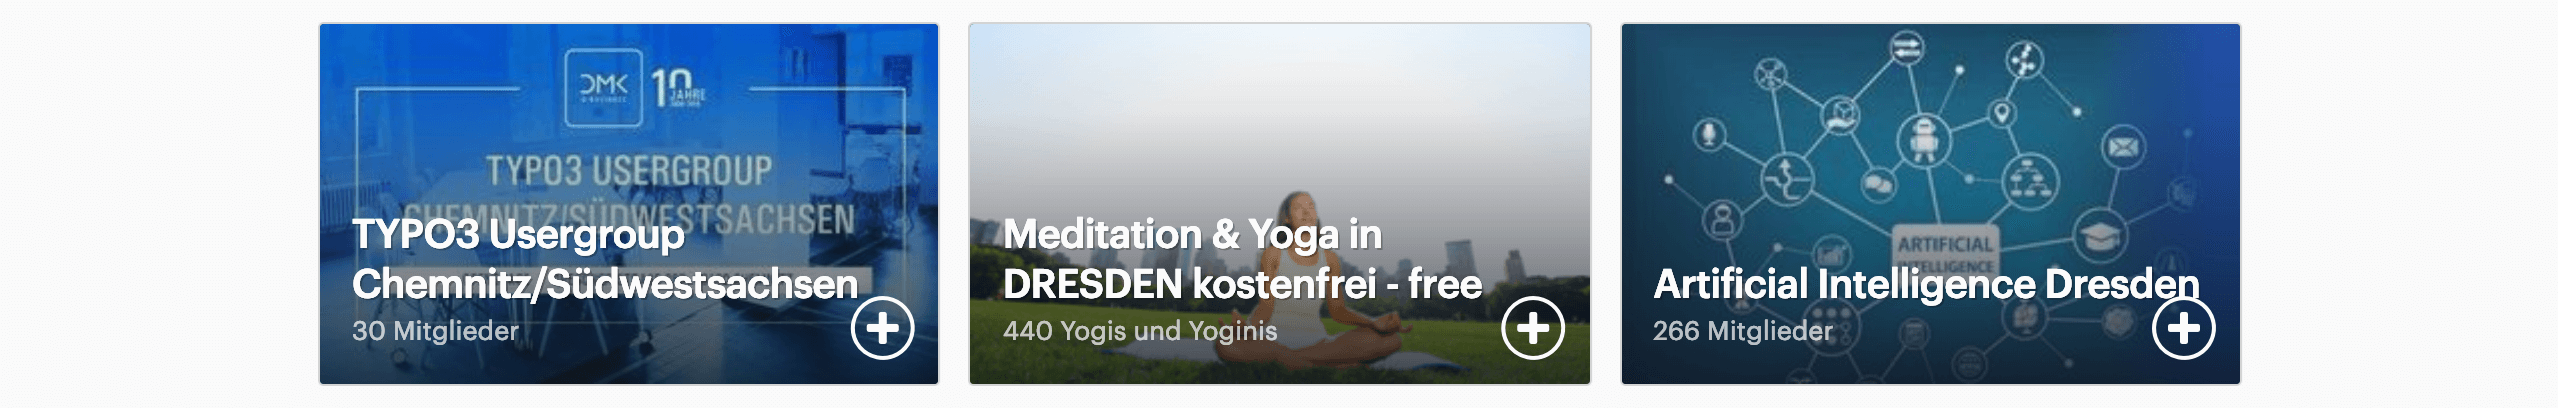 DMK
E-BUSINESS
10
JAHRE
TYPO3 USERGROUP
CHEMNITZ/SÜDWESTSACHSEN
TYPO3 Usergroup
Chemnitz/Südwestsachsen
30 Mitglieder
Meditation & Yoga in
DRESDEN kostenfrei - free
440 Yogis und Yoginis
ARTIFICIAL
INTELLIGENCE
Artificial Intelligence Dresden
266 Mitglieder